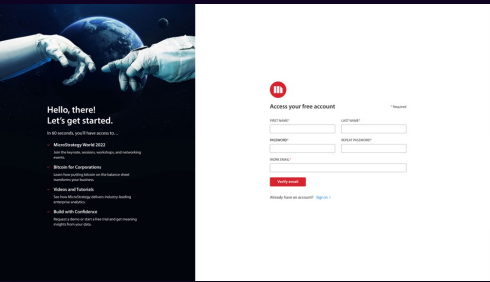 Hello, there!
Let's get started.
In 60 seconds, you'll have access to...
MicroStrategy World 2022
Join the keynote, sessions, workshops, and networking
events.
Bitcoin for Corporations
Learn how putting bitcoin on the balance sheet
transforms your business.
Videos and Tutorials
See how MicroStrategy delivers industry-leading
enterprise analytics.
Build with Confidence
Request a demo or start a free trial and get meaning
insights from your data.
m
Access your free account
* Required
FIRST NAME*
LAST NAME*
PASSWORD*
REPEAT PASSWORD*
WORK EMAIL*
Verify email
Already have an account? Sign in >